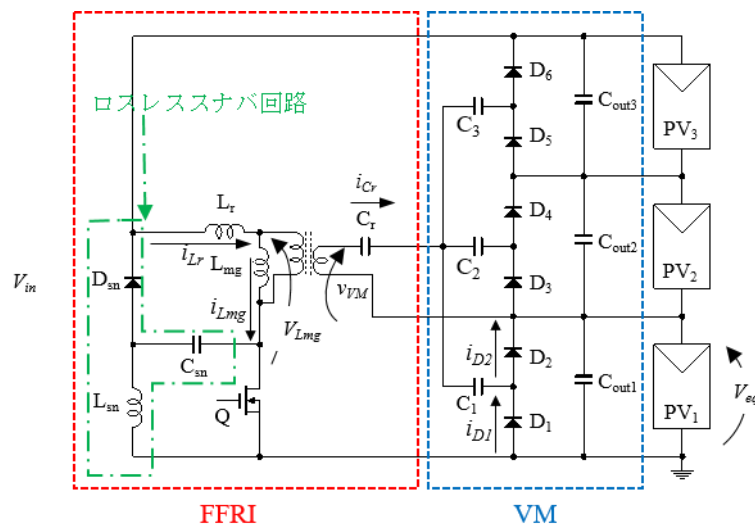 ロスレススナバ回路
D6
Cout3
C3
PV3
D5
iCr
Cr
Lr
D4
iLr
Lmg
C2
Cout2
PV2
Vin
Dsn
vVM
D3
iLmg
VLmg
iD2
D2
Csn
Cout1
Veq
Lsn
C1
PV1
Q
iD1
D1
FFRI
VM